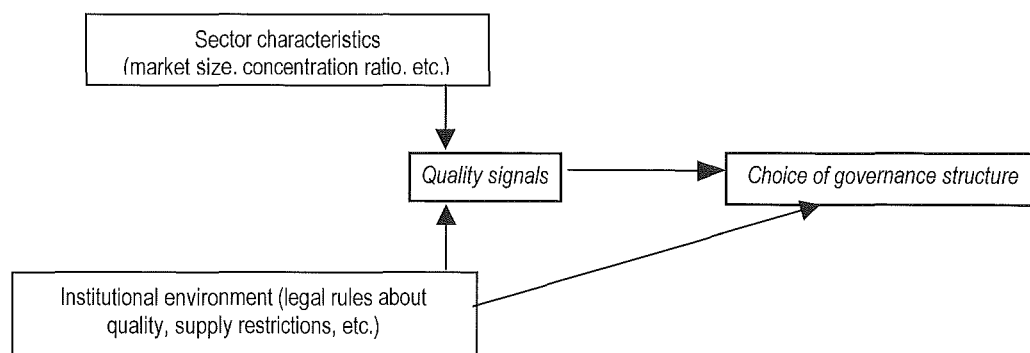 Sector characteristics
(market size. concentration ratio. etc.)
Quality signals
Choice of governance structure
Institutional environment (legal rules about
quality, supply restrictions, etc.)